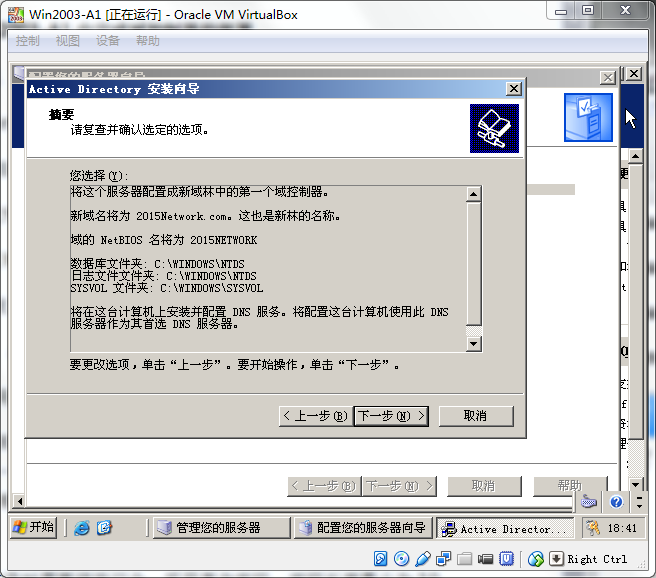 Win2003-A1 [正在运行] - Oracle VM VirtualBox
控制 视图 设备 帮助
配置您的服务器向导
Active Directory 安装向导
摘要
请复查并确认选定的选项。
您选择(Y):
将这个服务器配置成新域林中的第一个域控制器。
新域名将为 2015Network.com。这也是新林的名称。
域的 NetBIOS 名将为 2015NETWORK
数据库文件夹: C:\WINDOWS\NTDS
日志文件文件夹: C:\WINDOWS\NTDS
SYSVOL 文件夹: C:\WINDOWS\SYSVOL
将在这台计算机上安装并配置 DNS 服务。将配置这台计算机使用此 DNS
服务器作为其首选 DNS 服务器。
要更改选项，单击“上一步”。要开始操作，单击“下一步”。
< 上一步(B) 下一步(N) > 取消
< 上一步(B) 下一步(N) > 取消 帮助
开始 管理您的服务器 配置您的服务器向导 Active Director... 18:41
Right Ctrl